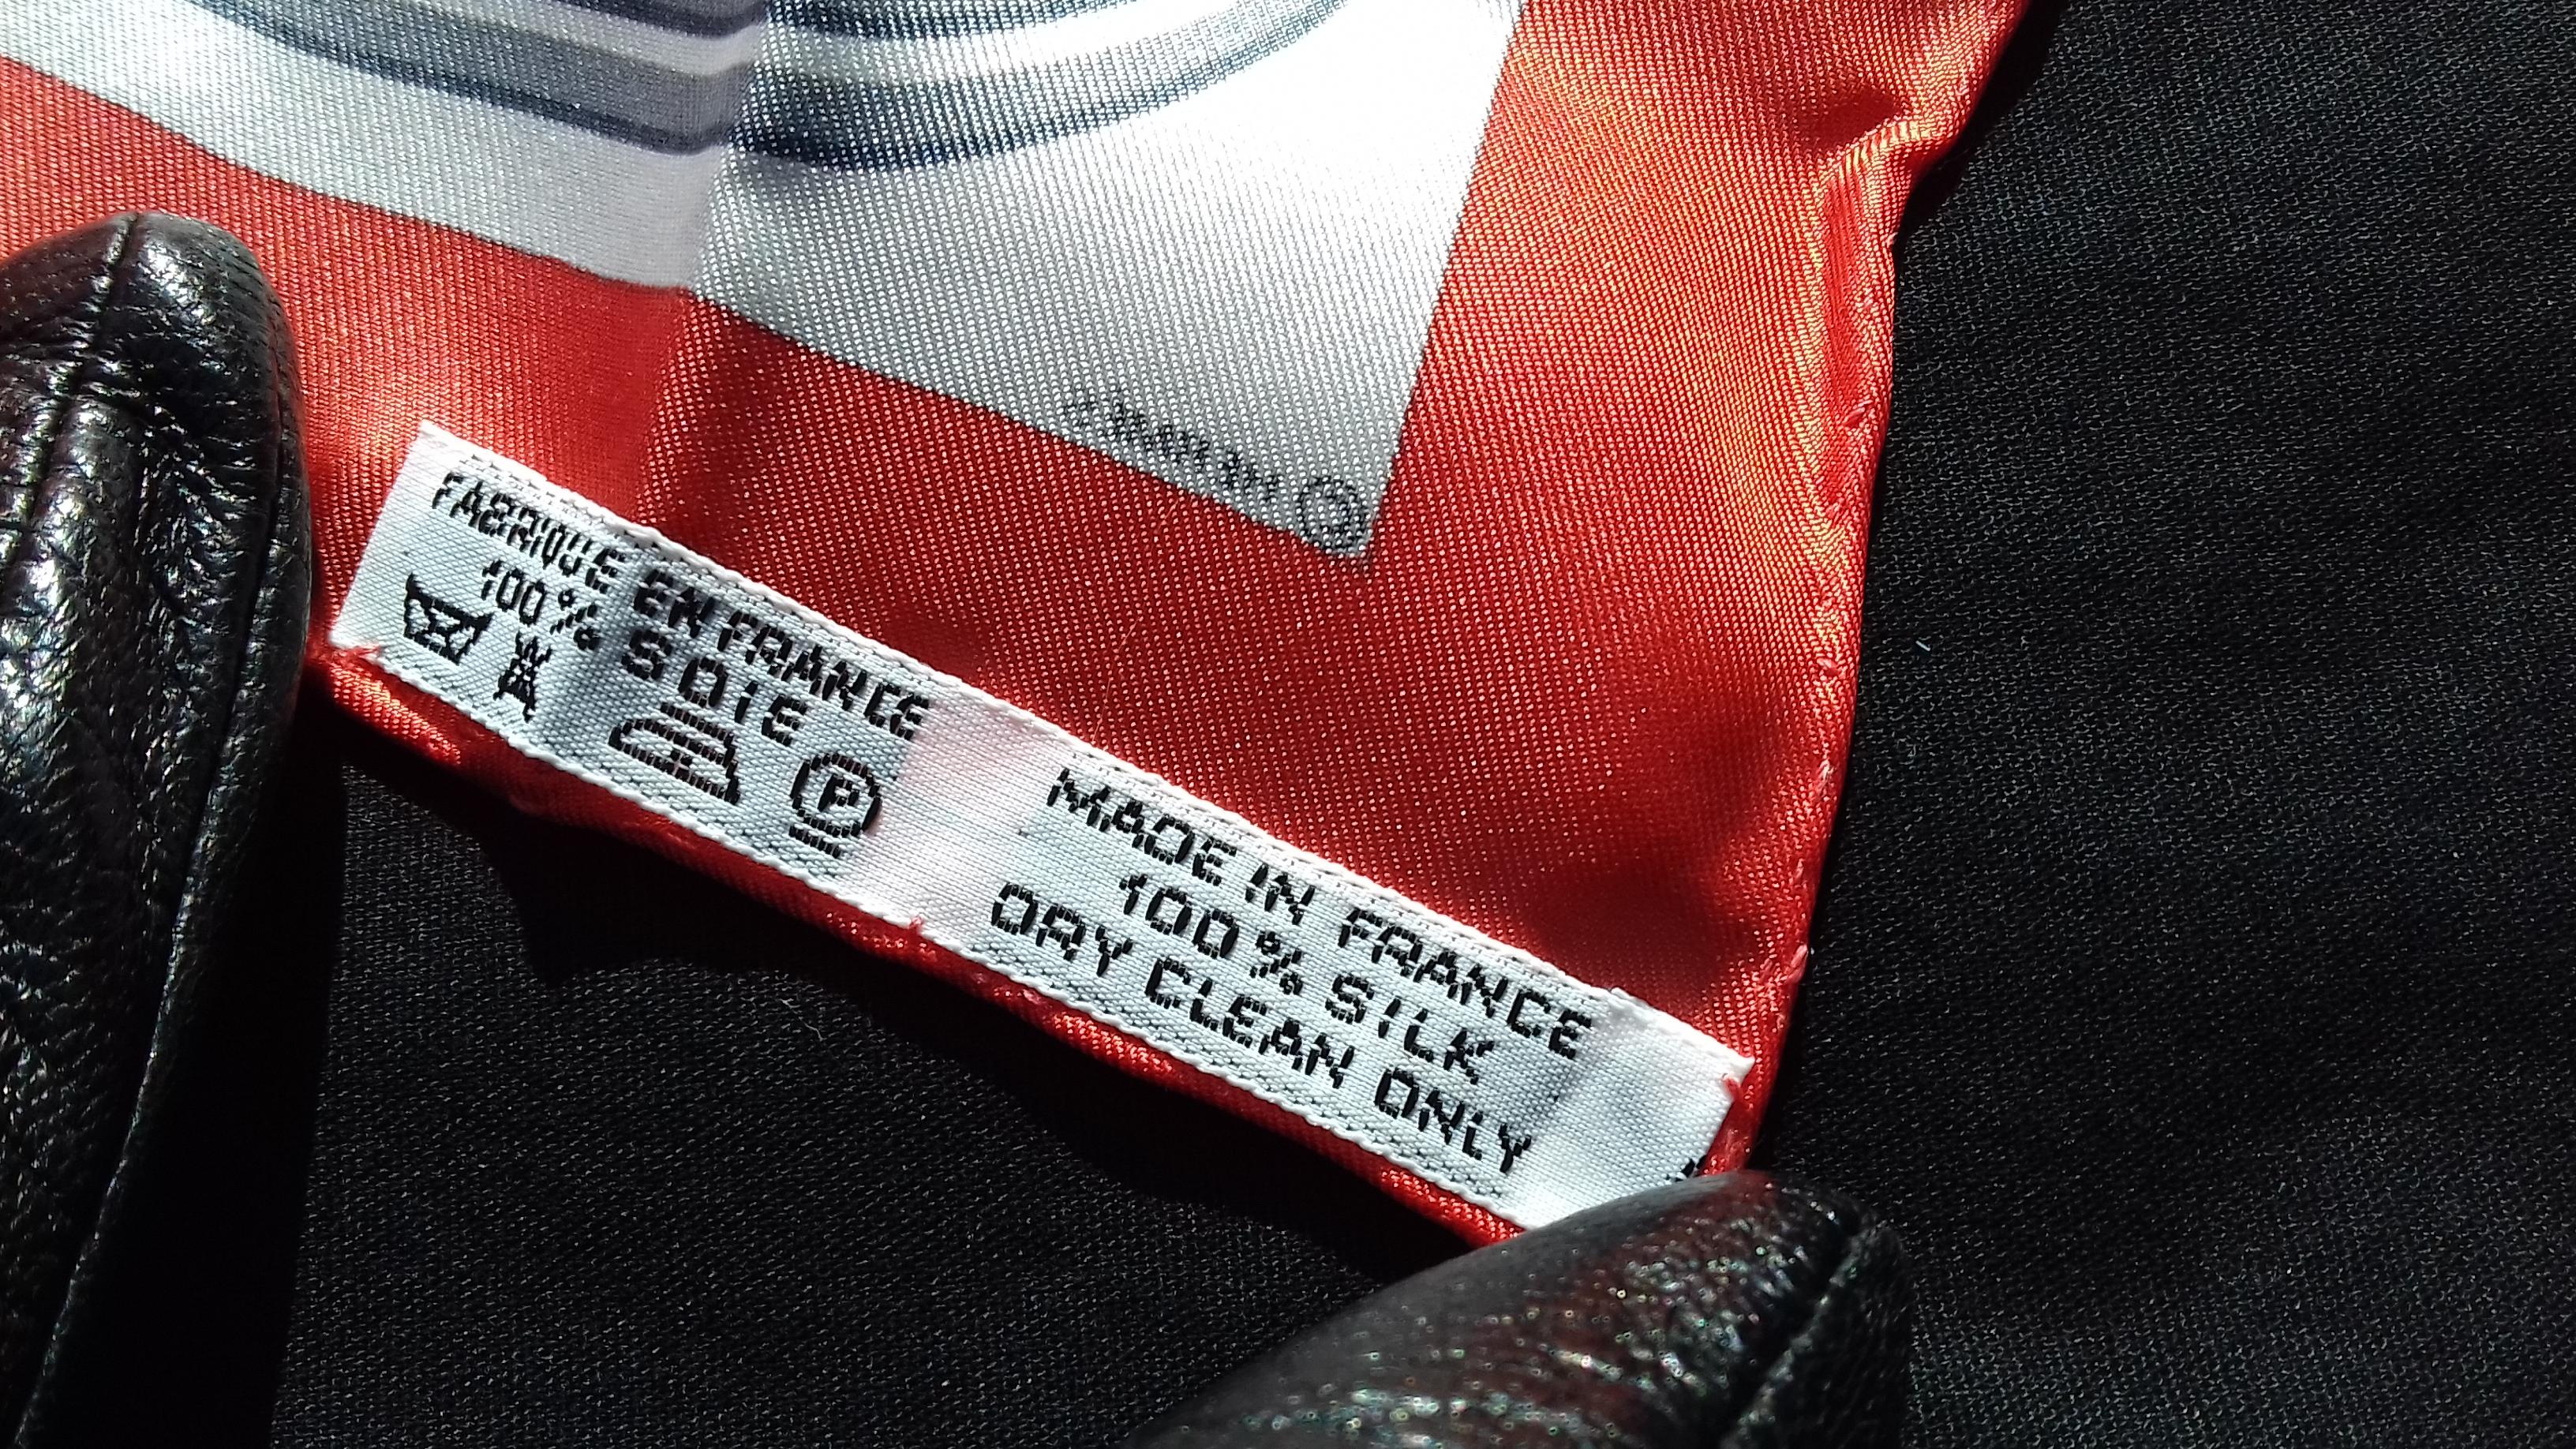 FABRIQUE EN FRANCE
100% SOIE
P
MADE IN FRANCE
100% SILK
DRY CLEAN ONLY